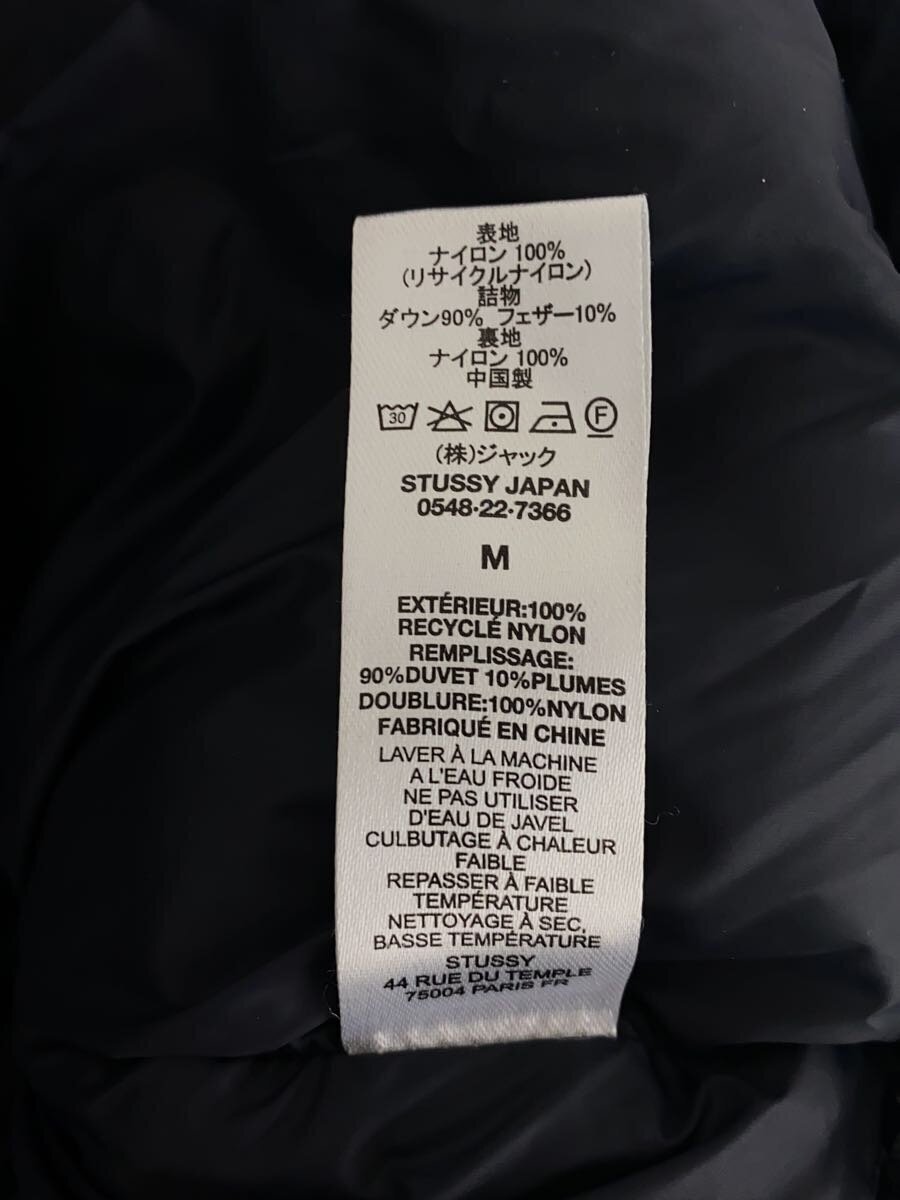 表地
ナイロン 100%
(リサイクルナイロン)
詰物
ダウン90% フェザー10%
裏地
ナイロン 100%
中国製
30 F
(株)ジャック
STUSSY JAPAN
0548·22·7366
M
EXTÉRIEUR:100%
RECYCLÉ NYLON
REMPLISSAGE:
90%DUVET 10%PLUMES
DOUBLURE:100%NYLON
FABRIQUÉ EN CHINE
LAVER À LA MACHINE
A L'EAU FROIDE
NE PAS UTILISER
D'EAU DE JAVEL
CULBUTAGE À CHALEUR
FAIBLE
REPASSER À FAIBLE
TEMPÉRATURE
NETTOYAGE À SEC,
BASSE TEMPÉRATURE
STUSSY
44 RUE DU TEMPLE
75004 PARIS FR